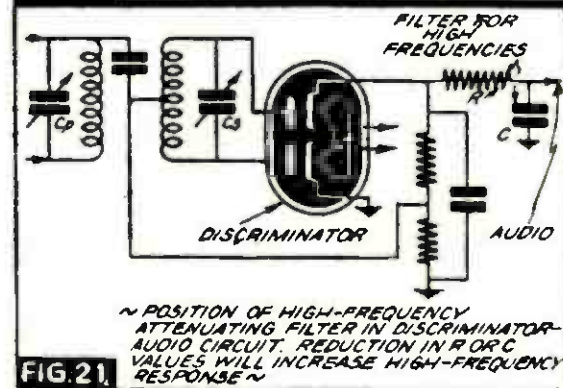 FILTER FOR
HIGH
FREQUENCIES
Cp
Cs
R
C
DISCRIMINATOR
AUDIO
~ POSITION OF HIGH-FREQUENCY
ATTENUATING FILTER IN DISCRIMINATOR-
AUDIO CIRCUIT. REDUCTION IN R OR C
VALUES WILL INCREASE HIGH-FREQUENCY
RESPONSE ~
FIG. 21.